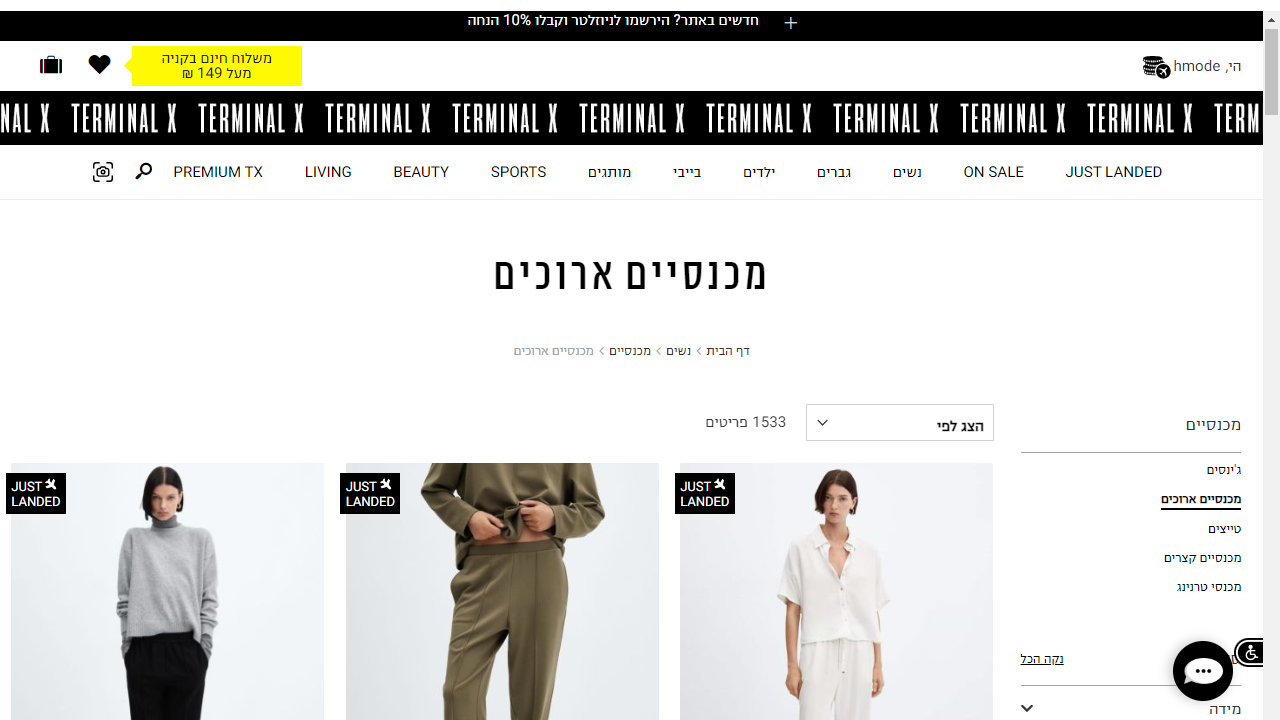 חדשים באתר? הירשמו לניוזלטר וקבלו 10% הנחה
הי, hmode
משלוח חינם בקניה
מעל 149 ₪
NAL X TERMINAL X TERMINAL X TERMINAL X TERMINAL X TERMINAL X TERMINAL X TERMINAL X TERMINAL X TERM
JUST LANDED
ON SALE
נשים
גברים
ילדים
בייבי
מותגים
SPORTS
BEAUTY
LIVING
PREMIUM TX
מכנסיים ארוכים
דף הבית
נשים
מכנסיים
מכנסיים ארוכים
מכנסיים
הצג לפי
1533 פריטים
ג'ינסים
מכנסיים ארוכים
טייצים
מכנסיים קצרים
מכנסי טרנינג
נקה הכל
מידה
JUST
LANDED
JUST
LANDED
JUST
LANDED